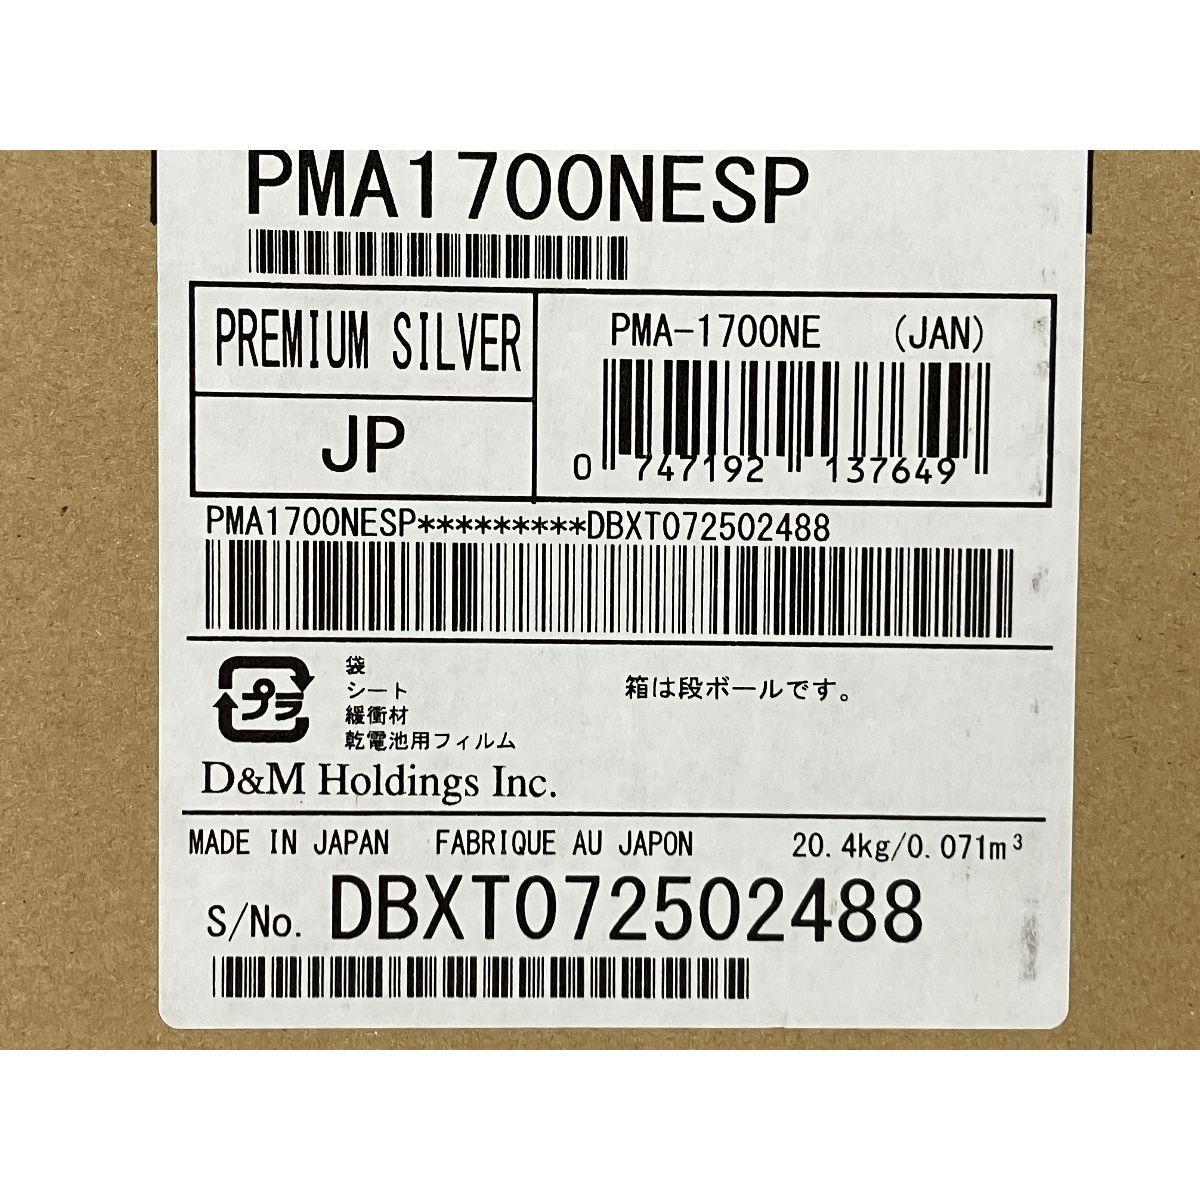 PMA1700NESP
PREMIUM SILVER
JP
PMA-1700NE (JAN)
0 747192 137649
PMA1700NESP*********DBXT072502488
プラ
袋
シート
緩衝材
乾電池用フィルム
箱は段ボールです。
D&M Holdings Inc.
MADE IN JAPAN FABRIQUE AU JAPON 20.4kg/0.071m³
S/No. DBXT072502488